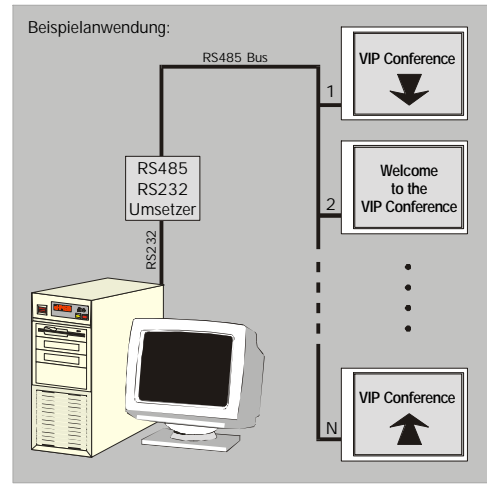 Beispielanwendung:
RS485 Bus
1
VIP Conference
RS485
RS232
Umsetzer
RS232
2
Welcome
to the
VIP Conference
N
VIP Conference